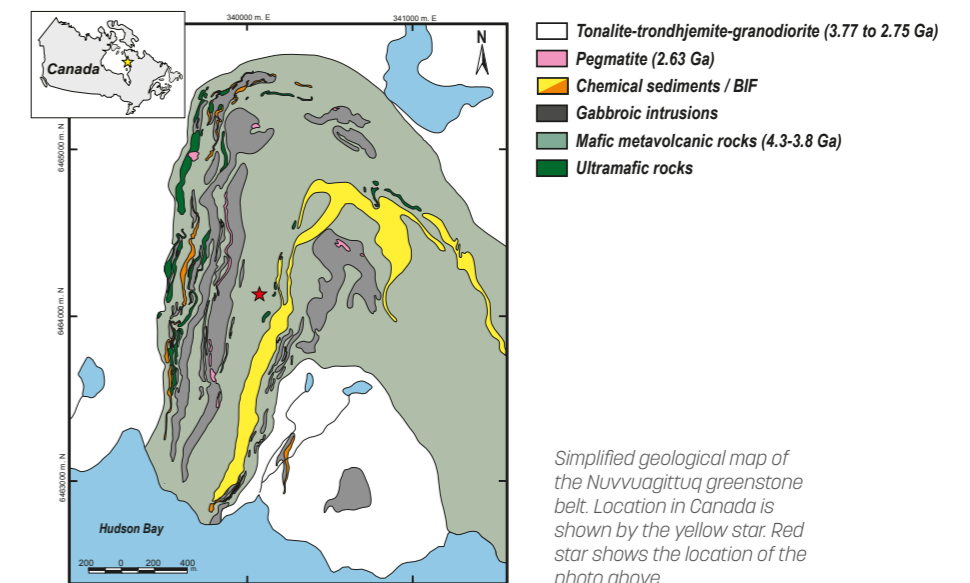 340000 m. E
341000 m. E
Canada
N
6465000 m. N
6464000 m. N
6463000 m. N
Hudson Bay
200 0 200 400
m.
Tonalite-trondhjemite-granodiorite (3.77 to 2.75 Ga)
Pegmatite (2.63 Ga)
Chemical sediments / BIF
Gabbroic intrusions
Mafic metavolcanic rocks (4.3-3.8 Ga)
Ultramafic rocks
Simplified geological map of
the Nuvvuagittuq greenstone
belt. Location in Canada is
shown by the yellow star. Red
star shows the location of the
photo above